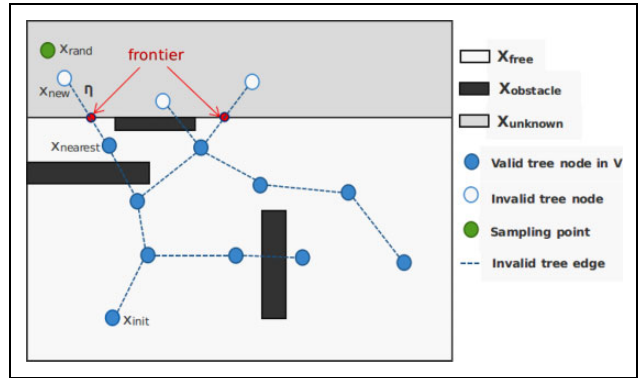 xrand
frontier
xnew η
xnearest
xinit
Xfree
Xobstacle
Xunknown
Valid tree node in V
Invalid tree node
Sampling point
Invalid tree edge